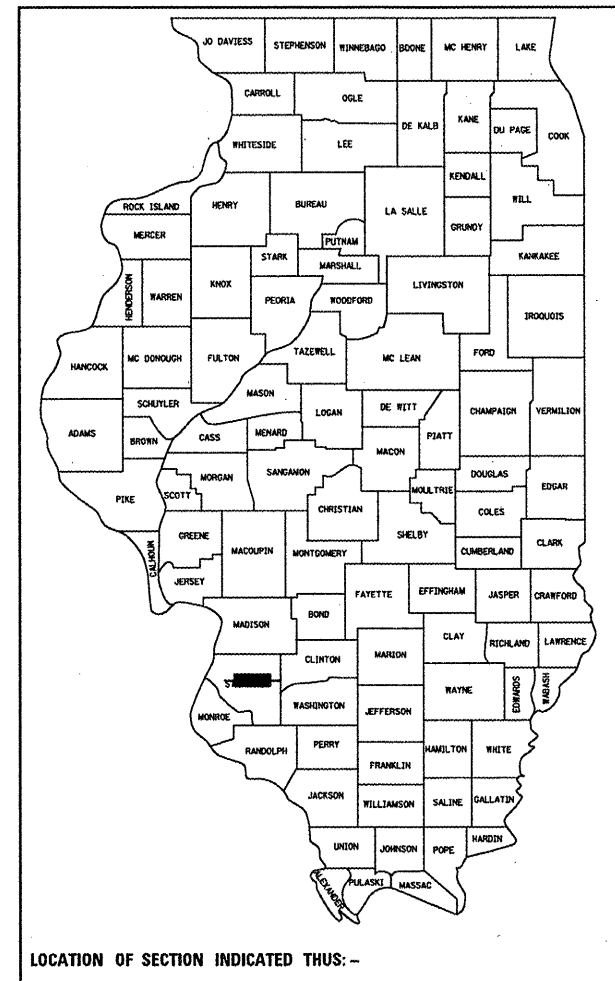 JO DAVIESS STEPHENSON WINNEBAGO BOONE MC HENRY LAKE
CARROLL OGLE DE KALB KANE DU PAGE COOK
WHITESIDE LEE KENDALL WILL
ROCK ISLAND HENRY BUREAU LA SALLE GRUNDY
MERCER PUTNAM KANKAKEE
STARK MARSHALL
HENDERSON WARREN KNOX PEORIA WOODFORD LIVINGSTON IROQUOIS
HANCOCK MC DONOUGH FULTON TAZEWELL MC LEAN FORD
MASON
SCHUYLER LOGAN DE WITT CHAMPAIGN VERMILION
ADAMS BROWN CASS MENARD MACON PIATT
MORGAN SANGAMON DOUGLAS
PIKE SCOTT CHRISTIAN MOULTRIE EDGAR
COLES
GREENE MACOUPIN MONTGOMERY SHELBY CUMBERLAND CLARK
CALHOUN JERSEY
FAYETTE EFFINGHAM JASPER CRAWFORD
MADISON BOND
CLAY RICHLAND LAWRENCE
CLINTON MARION
WAYNE EDWARDS WABASH
MONROE WASHINGTON JEFFERSON
RANDOLPH PERRY HAMILTON WHITE
FRANKLIN
JACKSON WILLIAMSON SALINE GALLATIN
UNION JOHNSON POPE HARDIN
ALEXANDER PULASKI MASSAC
LOCATION OF SECTION INDICATED THUS: –